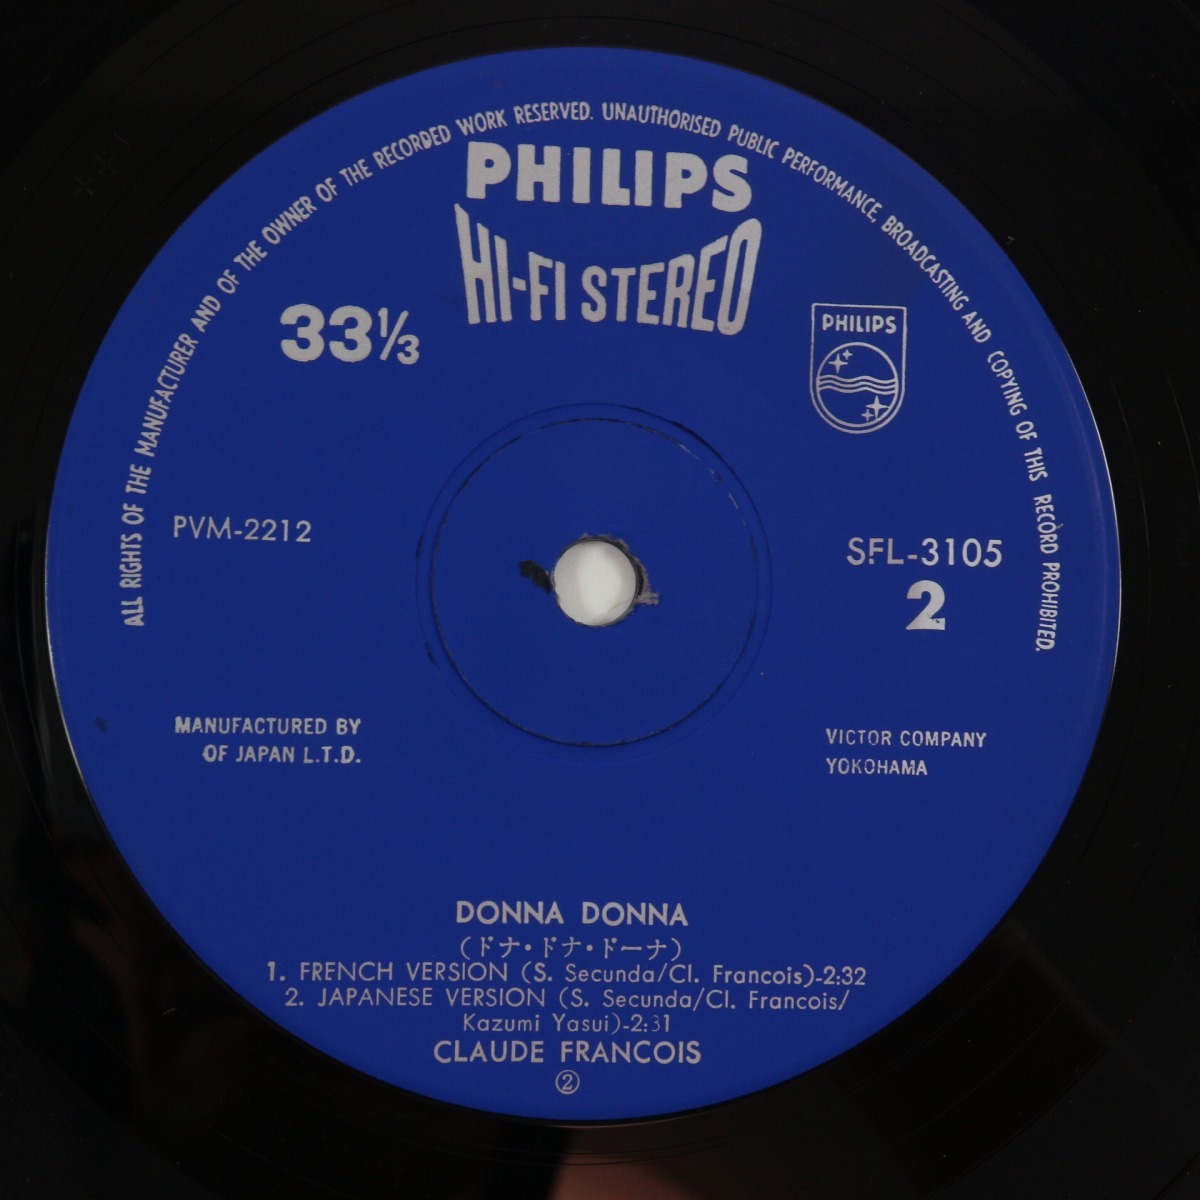 ALL RIGHTS OF THE MANUFACTURER AND OF THE OWNER OF THE RECORDED WORK RESERVED. UNAUTHORISED PUBLIC PERFORMANCE, BROADCASTING AND COPYING OF THIS RECORD PROHIBITED.
PHILIPS
HI-FI STEREO
33⅓
PHILIPS
PVM-2212
SFL-3105
2
MANUFACTURED BY
OF JAPAN L.T.D.
VICTOR COMPANY
YOKOHAMA
DONNA DONNA
(ドナ・ドナ・ドーナ)
1. FRENCH VERSION (S. Secunda/Cl. Francois)-2:32
2. JAPANESE VERSION (S. Secunda/Cl. Francois/
Kazumi Yasui)-2:31
CLAUDE FRANCOIS
②